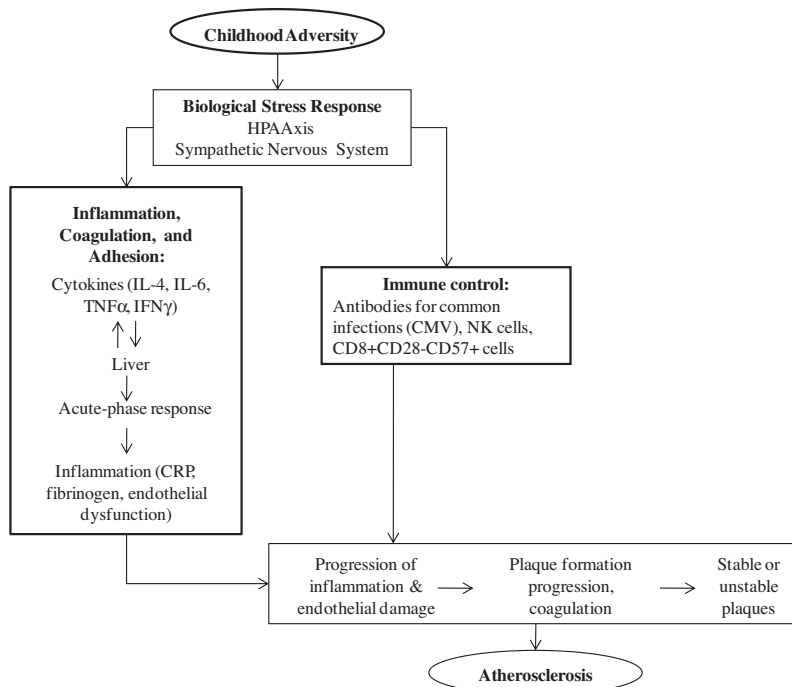 Childhood Adversity
Biological Stress Response
HPAAxis
Sympathetic Nervous System
Inflammation,
Coagulation, and
Adhesion:
Cytokines (IL-4, IL-6,
TNFα, IFNγ)
Liver
Acute-phase response
Inflammation (CRP,
fibrinogen, endothelial
dysfunction)
Immune control:
Antibodies for common
infections (CMV), NK cells,
CD8+CD28-CD57+ cells
Progression of
inflammation &
endothelial damage
Plaque formation
progression,
coagulation
Stable or
unstable
plaques
Atherosclerosis